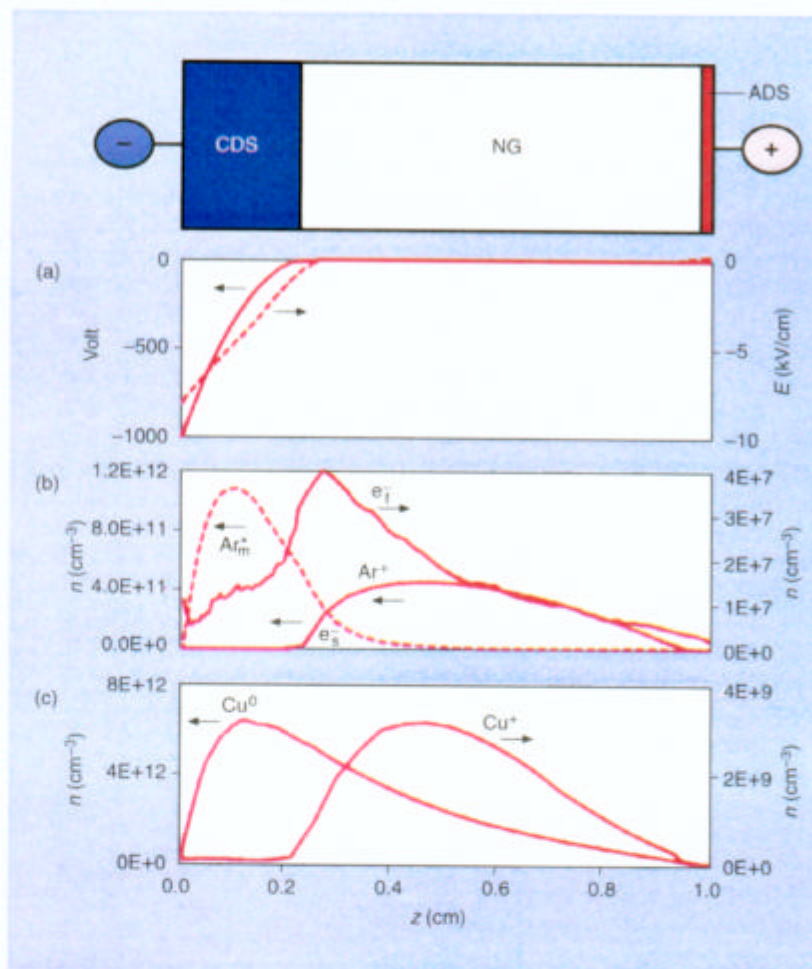 ADS
− CDS NG +
(a)
0 0
Volt
−500 −5
E (kV/cm)
−1000 −10
(b)
1.2E+12 4E+7
e⁻f
8.0E+11 3E+7
n (cm⁻³) Ar*m n (cm⁻³)
Ar⁺ 2E+7
4.0E+11 1E+7
e⁻s
0.0E+0 0E+0
(c)
8E+12 4E+9
Cu⁰ Cu⁺
n (cm⁻³) n (cm⁻³)
4E+12 2E+9
0E+0 0E+0
0.0 0.2 0.4 0.6 0.8 1.0
z (cm)